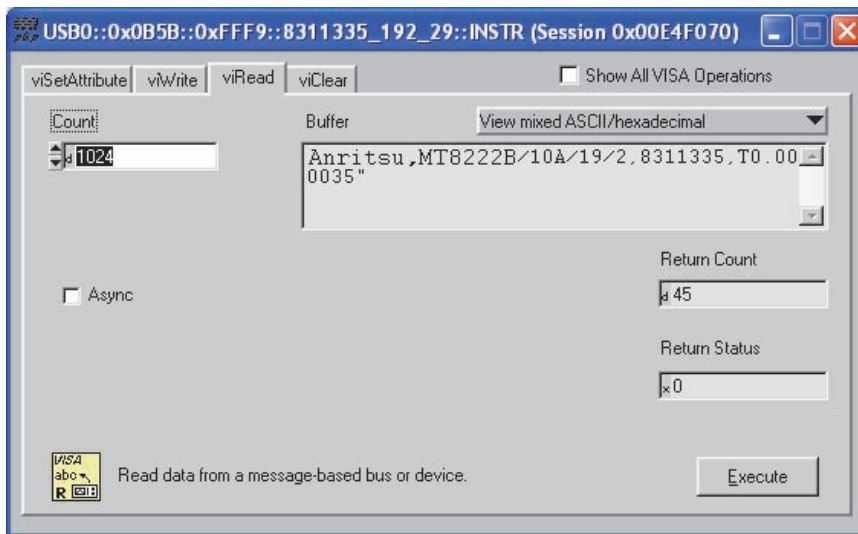 USB0::0x0B5B::0xFFF9::8311335_192_29::INSTR (Session 0x00E4F070)
viSetAttribute viWrite viRead viClear
Show All VISA Operations
Count
Buffer
View mixed ASCII/hexadecimal
1024
Anritsu,MT8222B/10A/19/2,8311335,T0.00
0035"
Return Count
d 45
Async
Return Status
x 0
VISA
abc
R
Read data from a message-based bus or device.
Execute